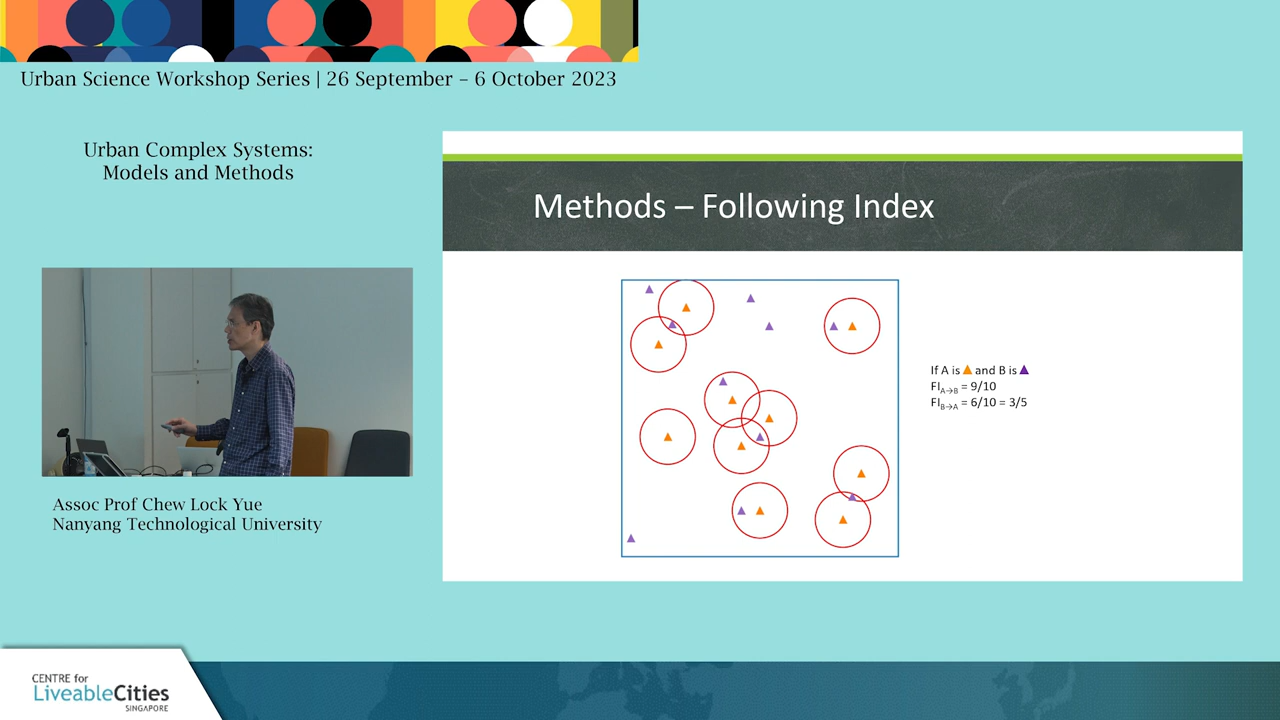 Urban Science Workshop Series | 26 September – 6 October 2023
Urban Complex Systems:
Models and Methods
Methods – Following Index
If A is ▲ and B is ▲
FIA→B = 9/10
FIB→A = 6/10 = 3/5
Assoc Prof Chew Lock Yue
Nanyang Technological University
CENTRE for
LiveableCities
SINGAPORE